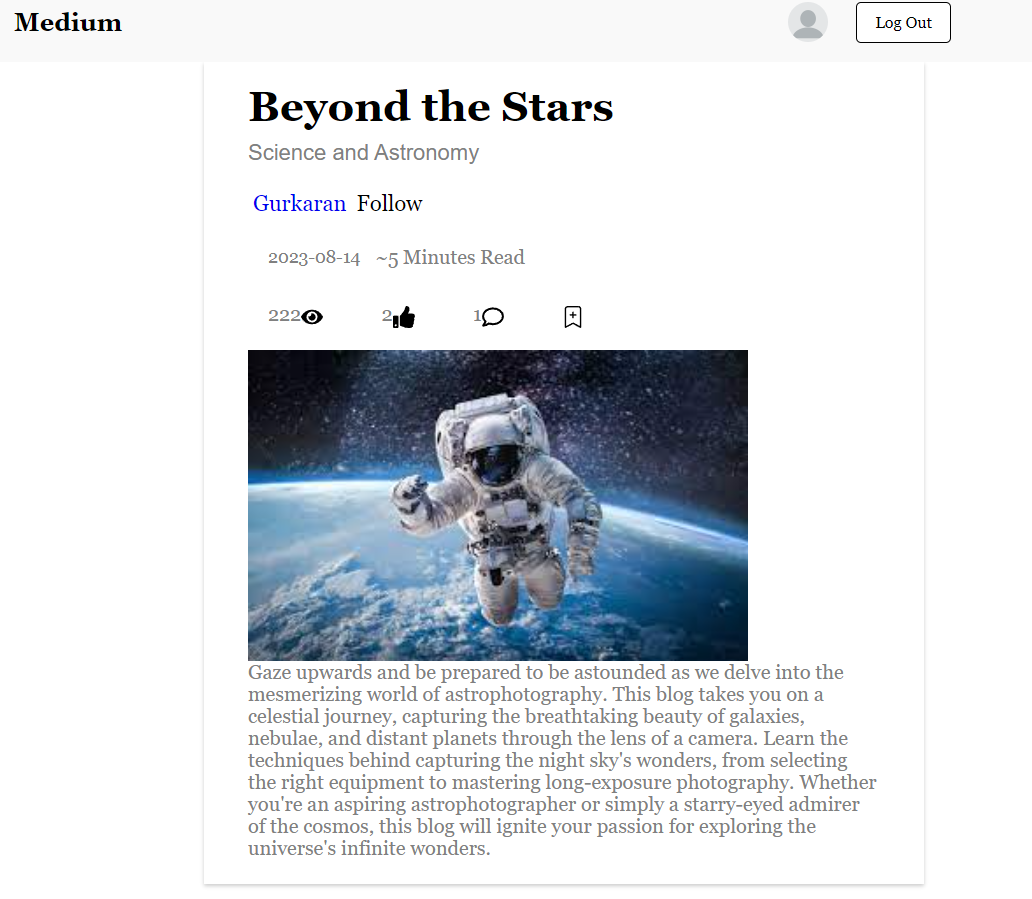 Medium
Log Out
Beyond the Stars
Science and Astronomy
Gurkaran Follow
2023-08-14 ~5 Minutes Read
222 2 1
Gaze upwards and be prepared to be astounded as we delve into the
mesmerizing world of astrophotography. This blog takes you on a
celestial journey, capturing the breathtaking beauty of galaxies,
nebulae, and distant planets through the lens of a camera. Learn the
techniques behind capturing the night sky's wonders, from selecting
the right equipment to mastering long-exposure photography. Whether
you're an aspiring astrophotographer or simply a starry-eyed admirer
of the cosmos, this blog will ignite your passion for exploring the
universe's infinite wonders.